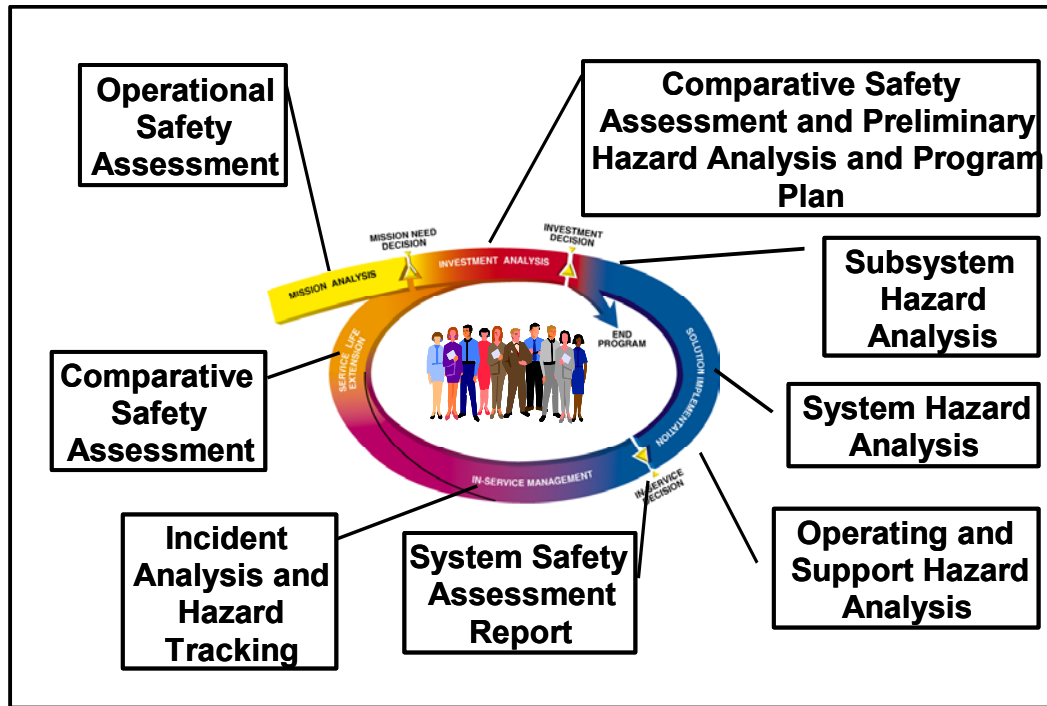 Operational
Safety
Assessment
Comparative Safety
Assessment and Preliminary
Hazard Analysis and Program
Plan
MISSION NEED
DECISION
INVESTMENT
DECISION
MISSION ANALYSIS
INVESTMENT ANALYSIS
Subsystem
Hazard
Analysis
END
PROGRAM
SERVICE LIFE
EXTENSION
SOLUTION IMPLEMENTATION
Comparative
Safety
Assessment
System Hazard
Analysis
IN-SERVICE MANAGEMENT
IN-SERVICE
DECISION
Incident
Analysis and
Hazard
Tracking
System Safety
Assessment
Report
Operating and
Support Hazard
Analysis